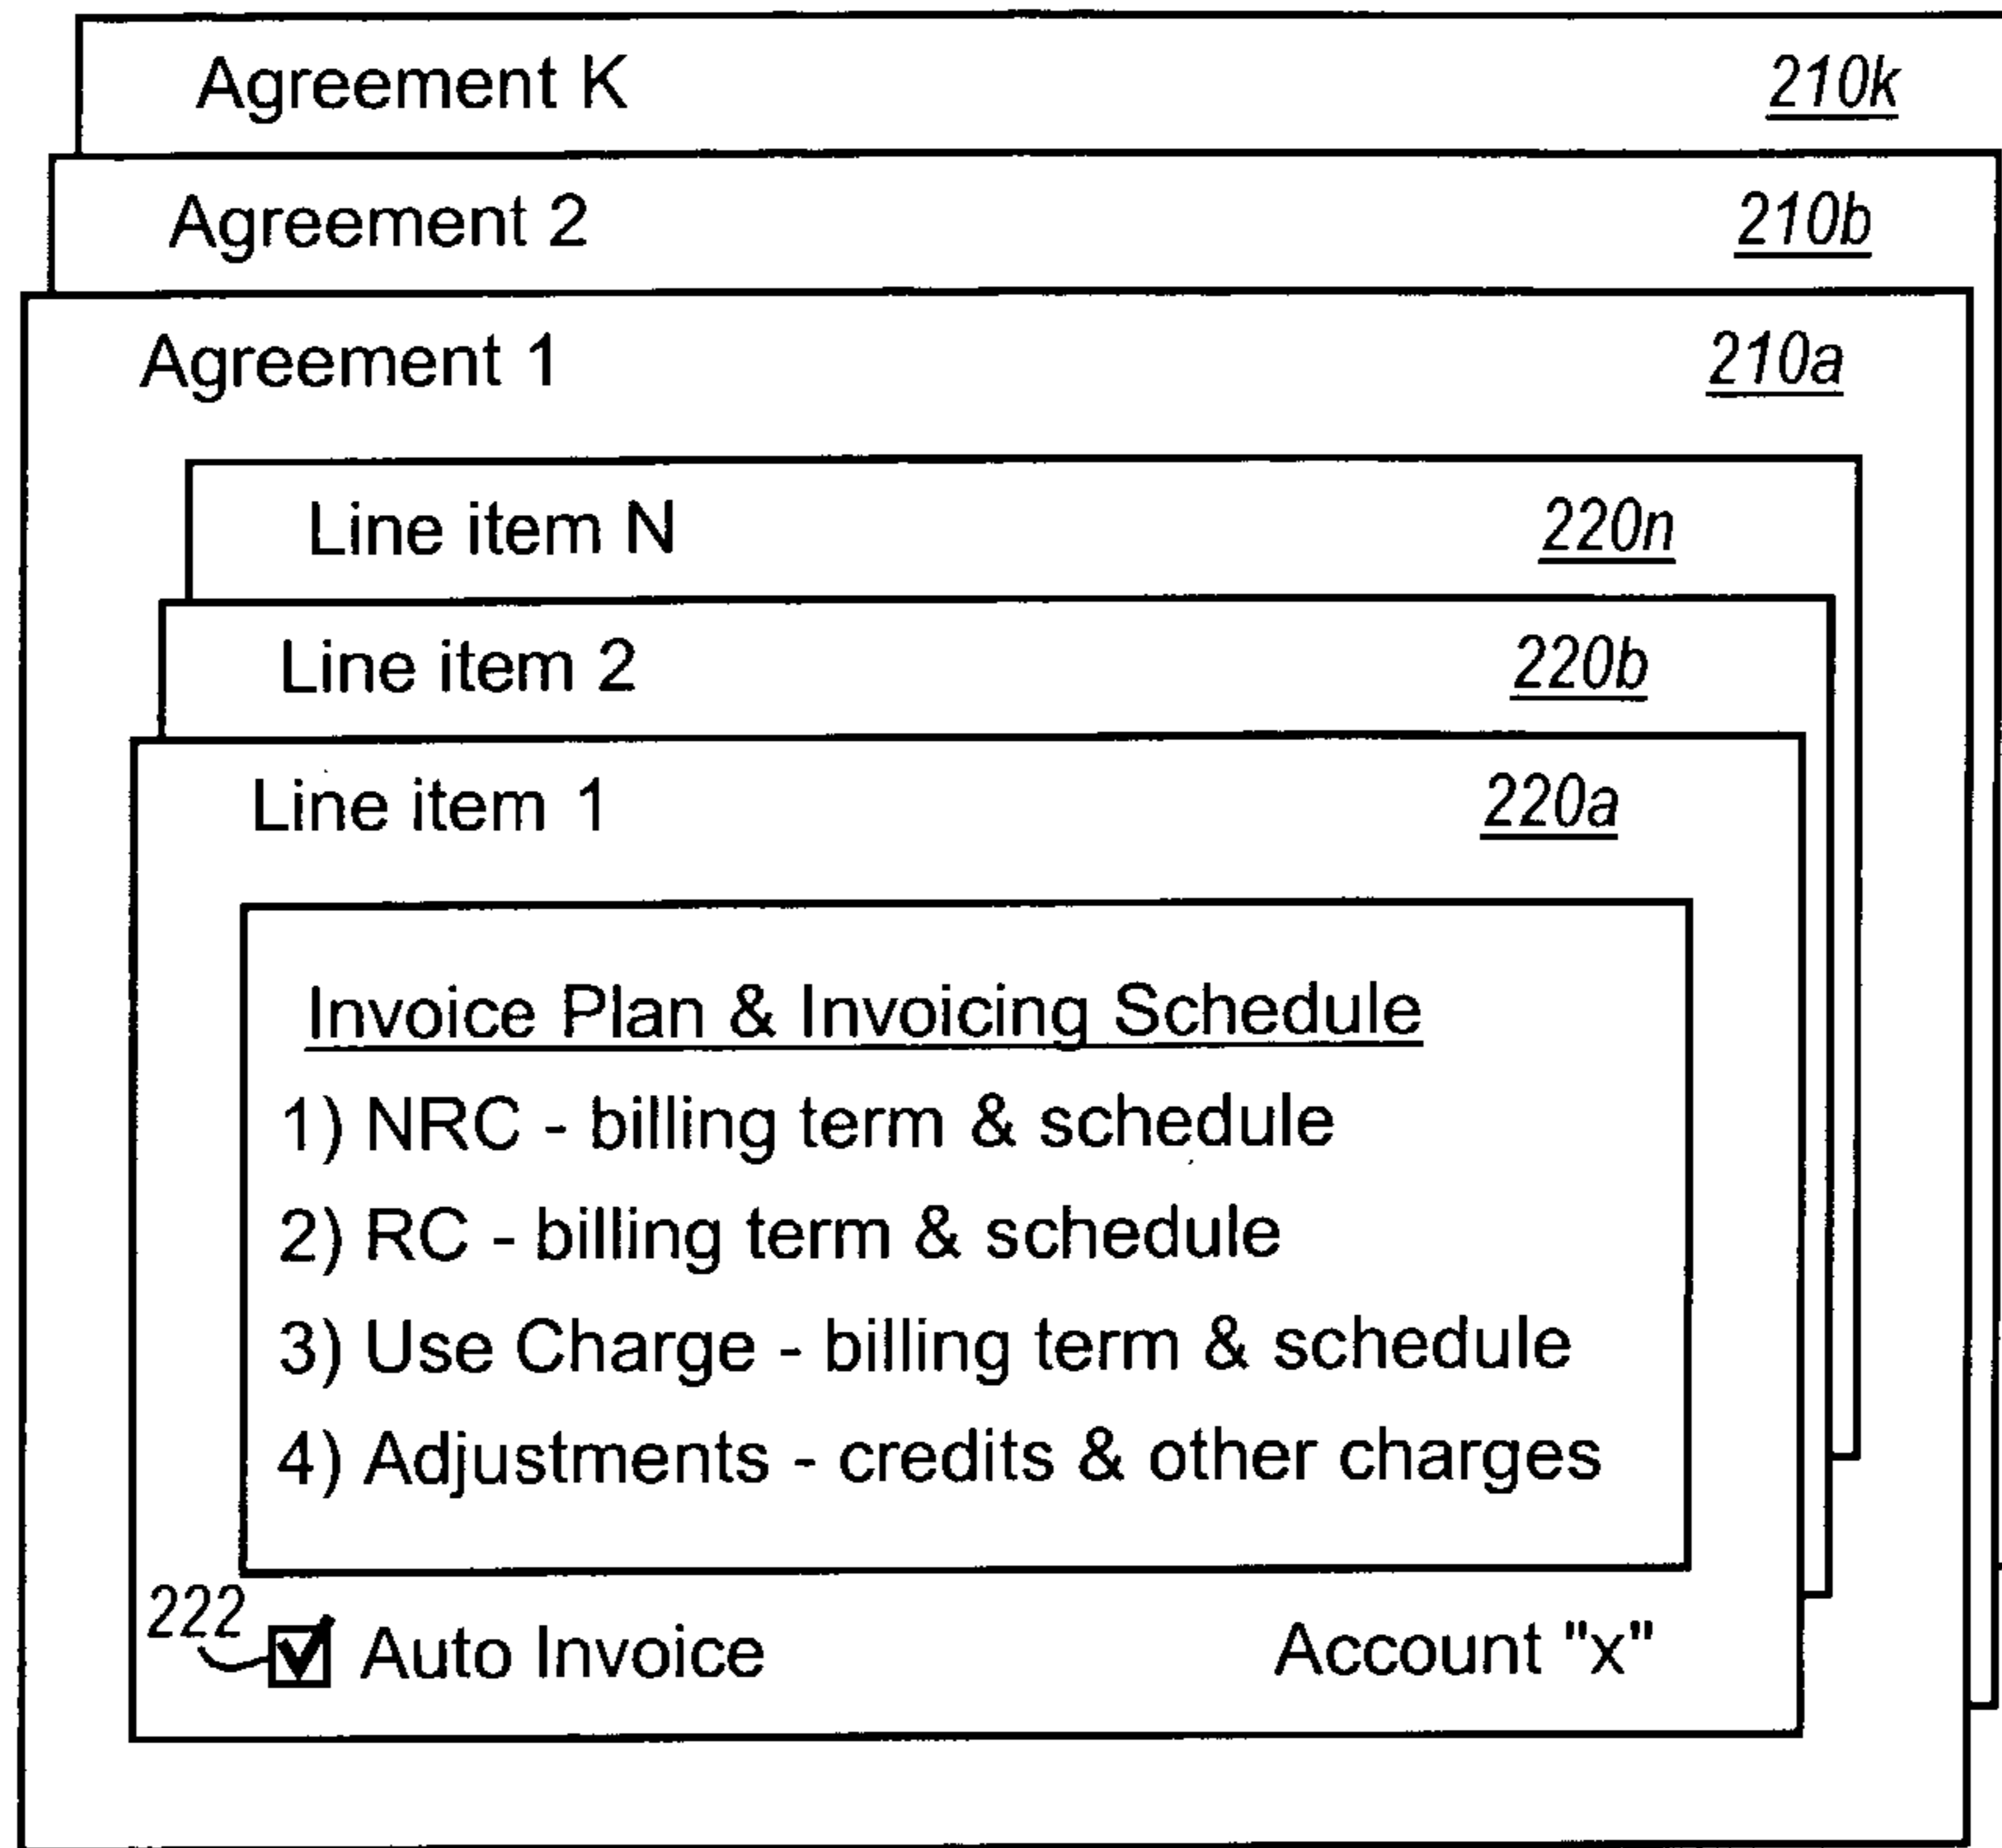 Agreement K 210k
Agreement 2 210b
Agreement 1 210a
Line item N 220n
Line item 2 220b
Line item 1 220a
Invoice Plan & Invoicing Schedule
1) NRC - billing term & schedule
2) RC - billing term & schedule
3) Use Charge - billing term & schedule
4) Adjustments - credits & other charges
222 Auto Invoice Account "x"